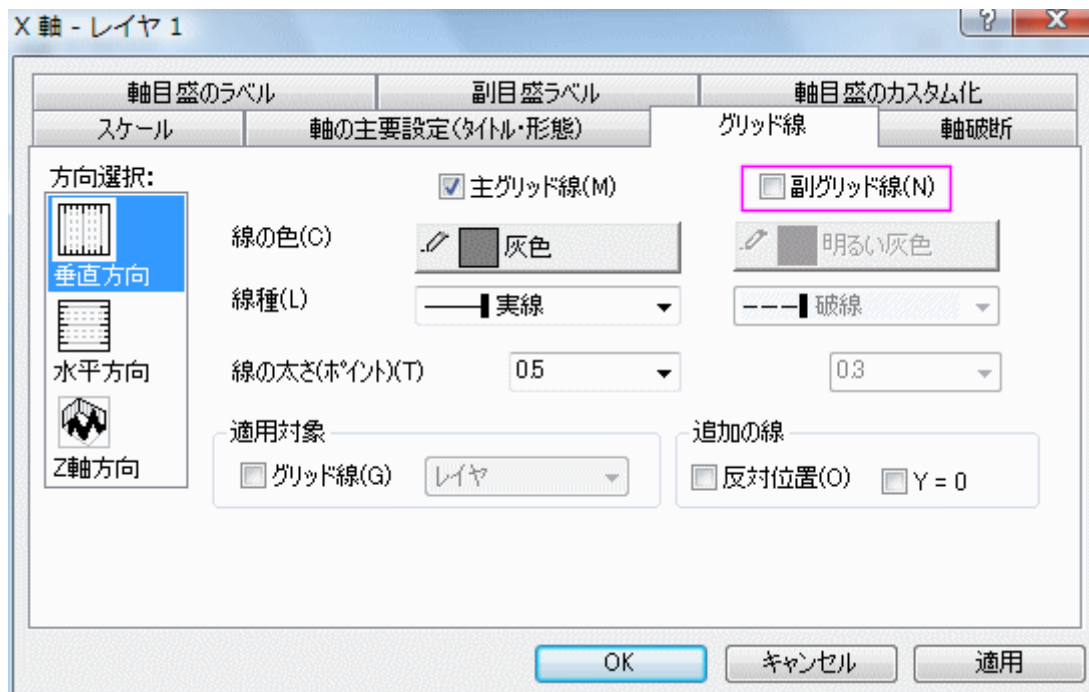 X 軸 - レイヤ 1
軸目盛のラベル 副目盛ラベル 軸目盛のカスタム化
スケール 軸の主要設定(タイトル・形態) グリッド線 軸破断
方向選択:
垂直方向
水平方向
Z軸方向
主グリッド線(M) 副グリッド線(N)
線の色(C) 灰色 明るい灰色
線種(L) 実線 破線
線の太さ(ポイント)(T) 0.5 0.3
適用対象
グリッド線(G) レイヤ
追加の線
反対位置(O) Y = 0
OK キャンセル 適用